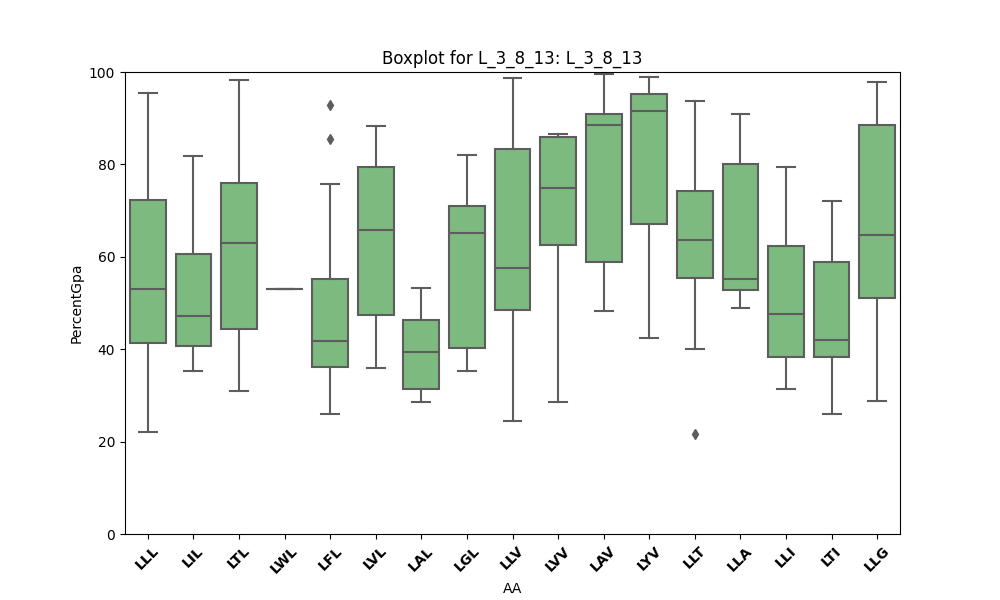 Boxplot for L_3_8_13: L_3_8_13
PercentGpa
100
80
60
40
20
0
LLL LIL LTL LWL LFL LVL LAL LGL LLV LVV LAV LYV LLT LLA LLI LTI LLG
AA